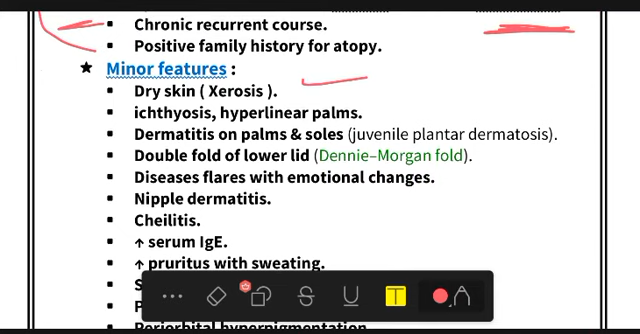 Chronic recurrent course.
Positive family history for atopy.
Minor features :
Dry skin ( Xerosis ).
ichthyosis, hyperlinear palms.
Dermatitis on palms & soles (juvenile plantar dermatosis).
Double fold of lower lid (Dennie–Morgan fold).
Diseases flares with emotional changes.
Nipple dermatitis.
Cheilitis.
↑ serum IgE.
↑ pruritus with sweating.
Periorbital hyperpigmentation